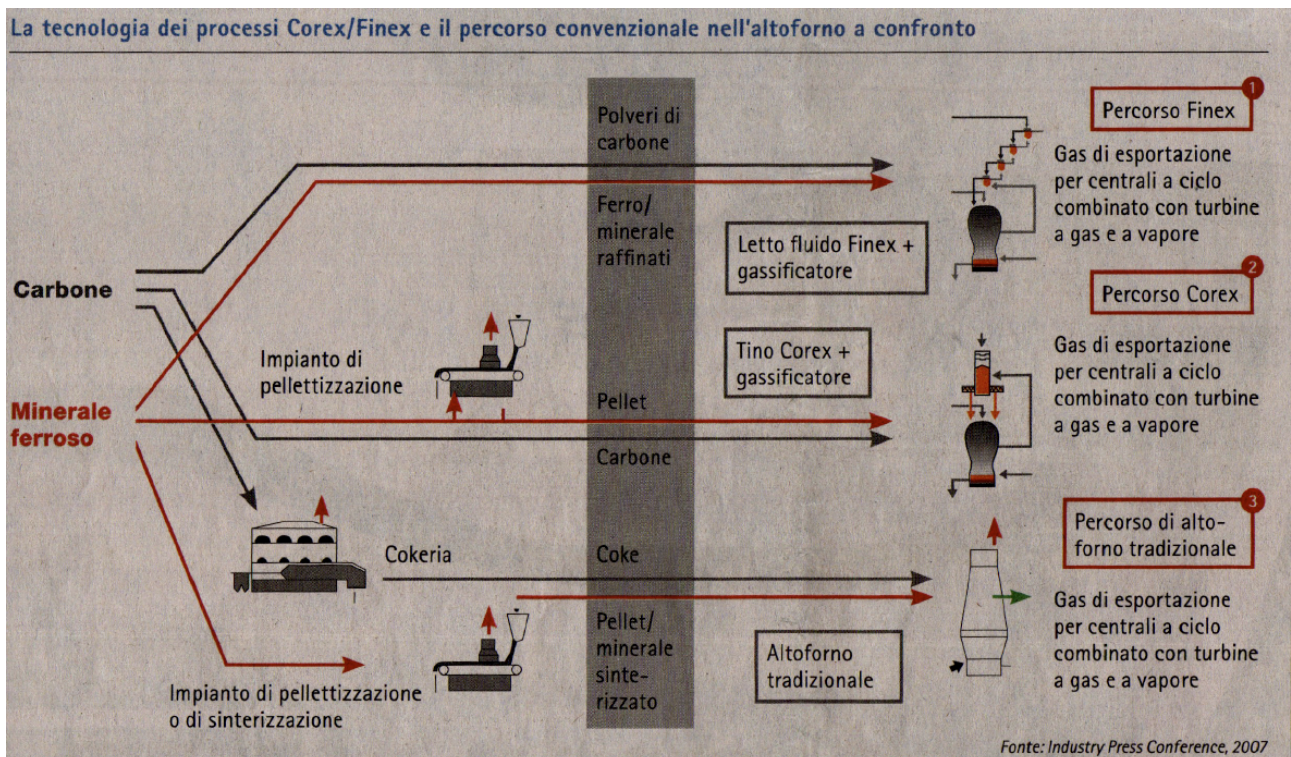 La tecnologia dei processi Corex/Finex e il percorso convenzionale nell'altoforno a confronto
Polveri di
carbone
Ferro/
minerale
raffinati
Letto fluido Finex +
gassificatore
1
Percorso Finex
Gas di esportazione
per centrali a ciclo
combinato con turbine
a gas e a vapore
Carbone
Minerale
ferroso
Impianto di
pellettizzazione
Pellet
Carbone
Tino Corex +
gassificatore
2
Percorso Corex
Gas di esportazione
per centrali a ciclo
combinato con turbine
a gas e a vapore
Cokeria
Coke
Impianto di pellettizzazione
o di sinterizzazione
Pellet/
minerale
sinte-
rizzato
Altoforno
tradizionale
3
Percorso di alto-
forno tradizionale
Gas di esportazione
per centrali a ciclo
combinato con turbine
a gas e a vapore
Fonte: Industry Press Conference, 2007